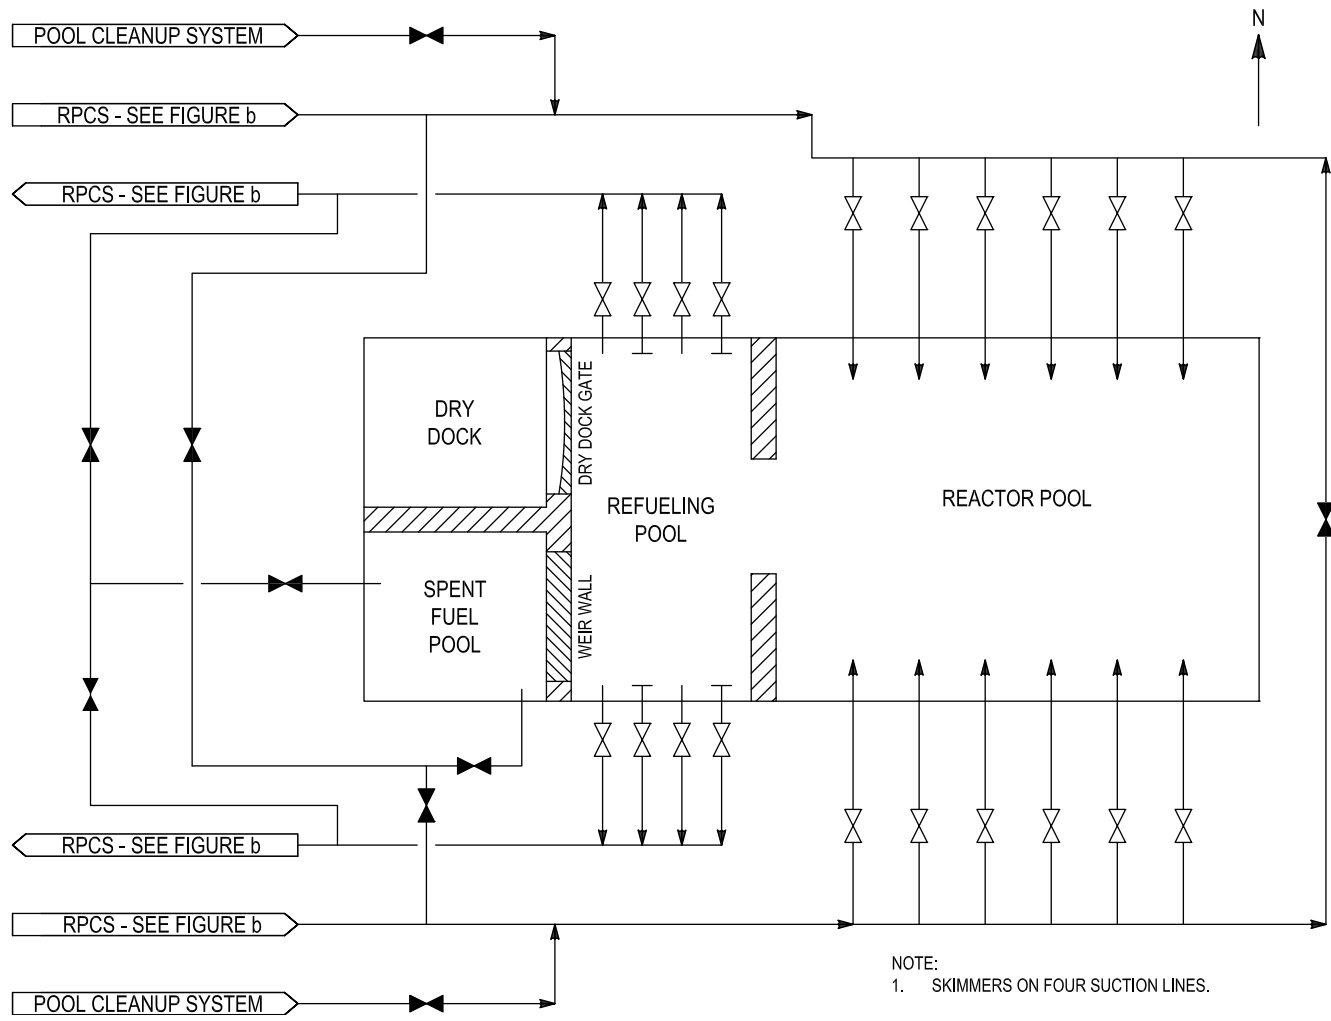 POOL CLEANUP SYSTEM
N
RPCS - SEE FIGURE b
RPCS - SEE FIGURE b
DRY
DOCK
DRY DOCK GATE
REFUELING
POOL
REACTOR POOL
SPENT
FUEL
POOL
WEIR WALL
RPCS - SEE FIGURE b
RPCS - SEE FIGURE b
POOL CLEANUP SYSTEM
NOTE:
1. SKIMMERS ON FOUR SUCTION LINES.